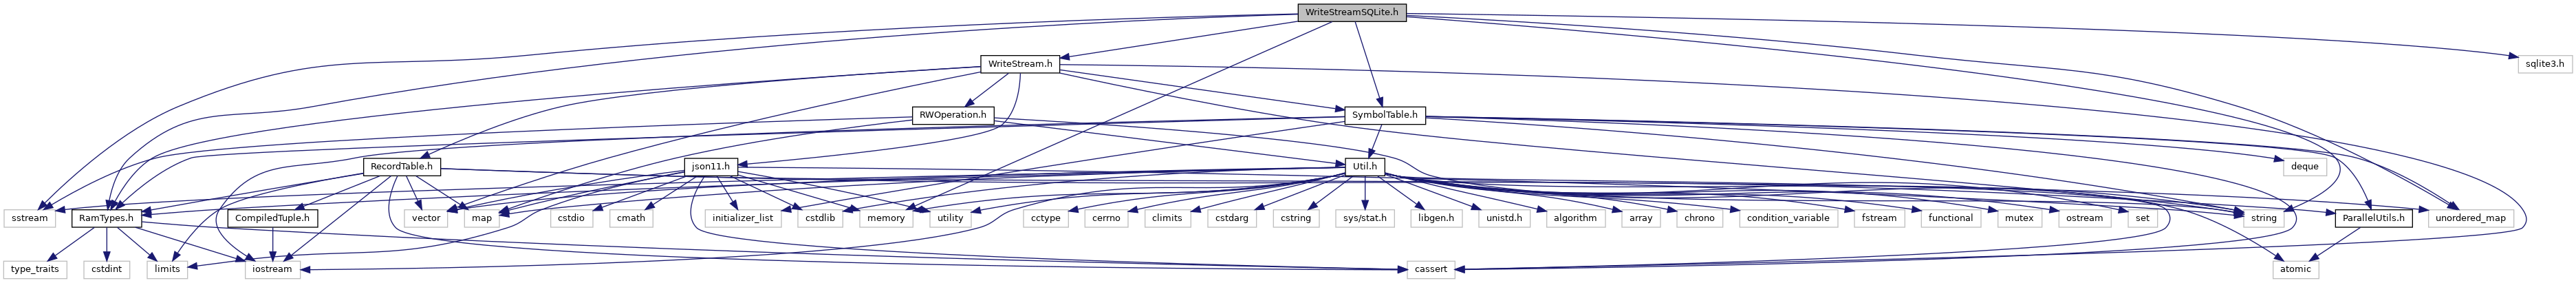 WriteStreamSQLite.h
WriteStream.h
sqlite3.h
RWOperation.h
SymbolTable.h
RecordTable.h
json11.h
Util.h
deque
sstream
RamTypes.h
CompiledTuple.h
vector
map
cstdio
cmath
initializer_list
cstdlib
memory
utility
cctype
cerrno
climits
cstdarg
cstring
sys/stat.h
libgen.h
unistd.h
algorithm
array
chrono
condition_variable
fstream
functional
mutex
ostream
set
string
ParallelUtils.h
unordered_map
type_traits
cstdint
limits
iostream
cassert
atomic